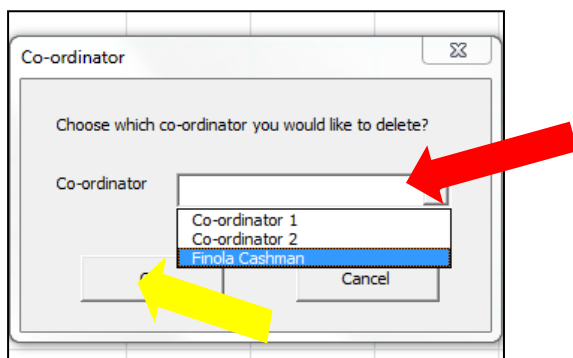 Co-ordinator
Choose which co-ordinator you would like to delete?
Co-ordinator
Co-ordinator 1
Co-ordinator 2
Finola Cashman
Cancel